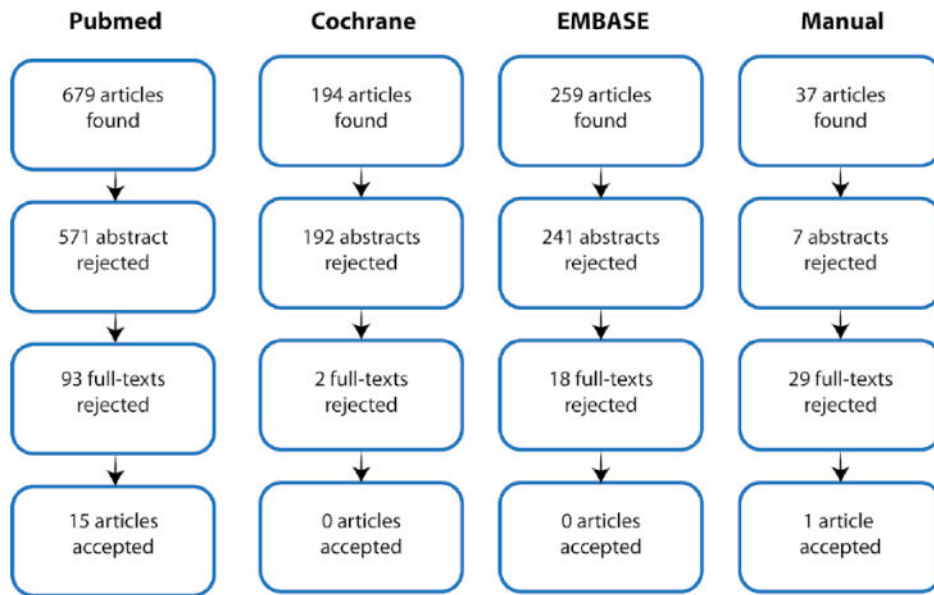 Pubmed
Cochrane
EMBASE
Manual
679 articles
found
194 articles
found
259 articles
found
37 articles
found
571 abstract
rejected
192 abstracts
rejected
241 abstracts
rejected
7 abstracts
rejected
93 full-texts
rejected
2 full-texts
rejected
18 full-texts
rejected
29 full-texts
rejected
15 articles
accepted
0 articles
accepted
0 articles
accepted
1 article
accepted